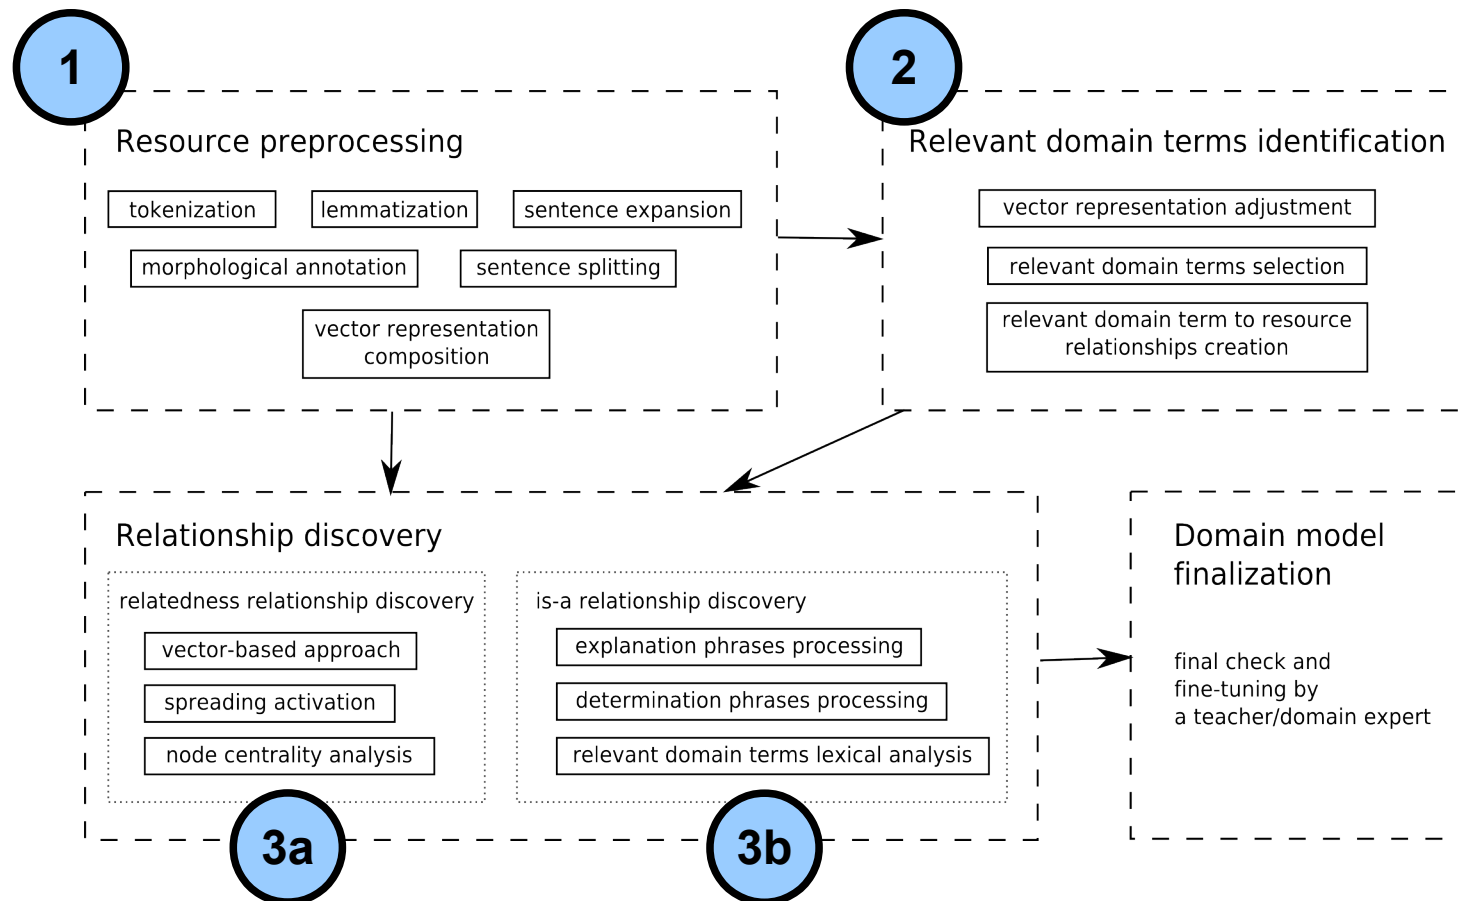 1
Resource preprocessing
tokenization
lemmatization
sentence expansion
morphological annotation
sentence splitting
vector representation
composition
2
Relevant domain terms identification
vector representation adjustment
relevant domain terms selection
relevant domain term to resource
relationships creation
Relationship discovery
relatedness relationship discovery
vector-based approach
spreading activation
node centrality analysis
3a
is-a relationship discovery
explanation phrases processing
determination phrases processing
relevant domain terms lexical analysis
3b
Domain model
finalization
final check and
fine-tuning by
a teacher/domain expert